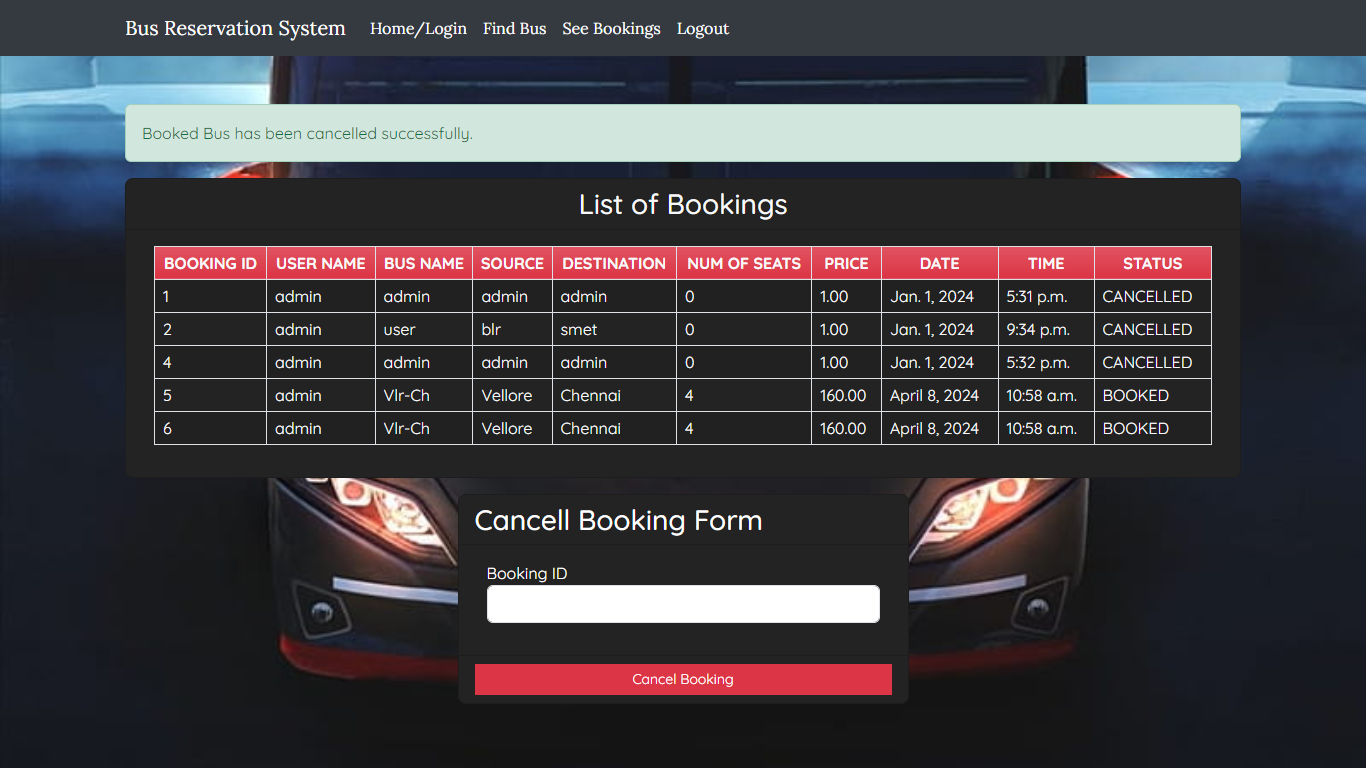 Bus Reservation System Home/Login Find Bus See Bookings Logout
Booked Bus has been cancelled successfully.
List of Bookings
BOOKING ID USER NAME BUS NAME SOURCE DESTINATION NUM OF SEATS PRICE DATE TIME STATUS
1 admin admin admin admin 0 1.00 Jan. 1, 2024 5:31 p.m. CANCELLED
2 admin user blr smet 0 1.00 Jan. 1, 2024 9:34 p.m. CANCELLED
4 admin admin admin admin 0 1.00 Jan. 1, 2024 5:32 p.m. CANCELLED
5 admin Vlr-Ch Vellore Chennai 4 160.00 April 8, 2024 10:58 a.m. BOOKED
6 admin Vlr-Ch Vellore Chennai 4 160.00 April 8, 2024 10:58 a.m. BOOKED
Cancell Booking Form
Booking ID
Cancel Booking